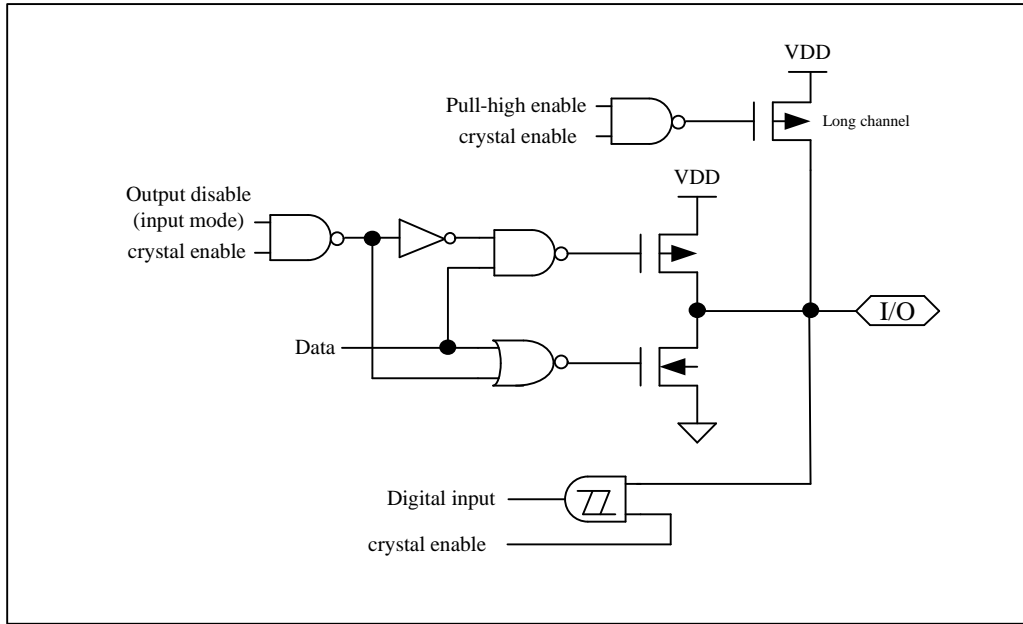 VDD
Pull-high enable
crystal enable
Long channel
VDD
Output disable
(input mode)
crystal enable
I/O
Data
Digital input
crystal enable